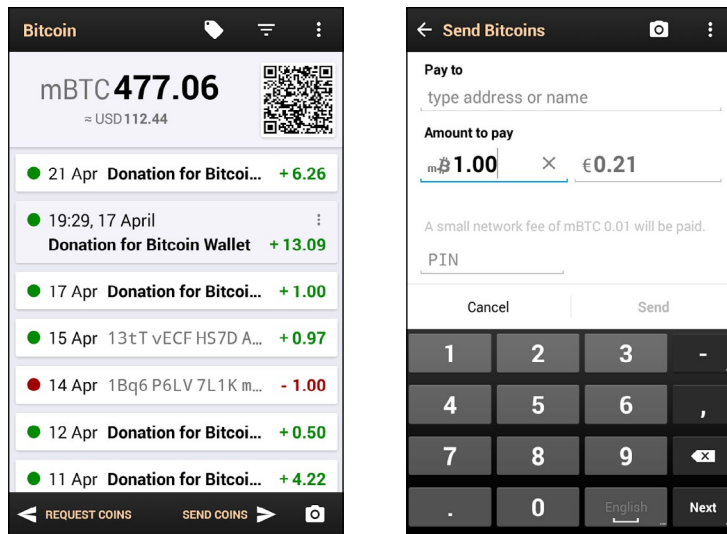 Bitcoin
mBTC 477.06
≈ USD 112.44
21 Apr Donation for Bitcoi... + 6.26
19:29, 17 April
Donation for Bitcoin Wallet + 13.09
17 Apr Donation for Bitcoi... + 1.00
15 Apr 13tT vECF HS7D A... + 0.97
14 Apr 1Bq6 P6LV 7L1K m... - 1.00
12 Apr Donation for Bitcoi... + 0.50
11 Apr Donation for Bitcoi... + 4.22
REQUEST COINS SEND COINS
Send Bitcoins
Pay to
type address or name
Amount to pay
m₿ 1.00 × € 0.21
A small network fee of mBTC 0.01 will be paid.
PIN
Cancel Send
1 2 3 -
4 5 6 ,
7 8 9
. 0 English Next